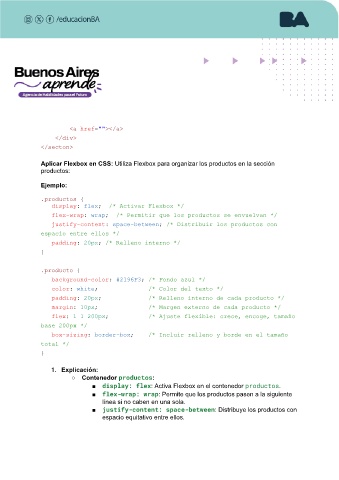 /educacionBA
BA
Buenos Aires
aprende
Agencia de Habilidades para el Futuro
<a href=""></a>
</div>
</secton>
Aplicar Flexbox en CSS: Utiliza Flexbox para organizar los productos en la sección
productos:
Ejemplo:
.productos {
display: flex; /* Activar Flexbox */
flex-wrap: wrap; /* Permitir que los productos se envuelvan */
justify-content: space-between; /* Distribuir los productos con
espacio entre ellos */
padding: 20px; /* Relleno interno */
}
.producto {
background-color: #2196F3; /* Fondo azul */
color: white; /* Color del texto */
padding: 20px; /* Relleno interno de cada producto */
margin: 10px; /* Margen externo de cada producto */
flex: 1 1 200px; /* Ajuste flexible: crece, encoge, tamaño
base 200px */
box-sizing: border-box; /* Incluir relleno y borde en el tamaño
total */
}
1. Explicación:
○ Contenedor productos:
■ display: flex: Activa Flexbox en el contenedor productos.
■ flex-wrap: wrap: Permite que los productos pasen a la siguiente
línea si no caben en una sola.
■ justify-content: space-between: Distribuye los productos con
espacio equitativo entre ellos.